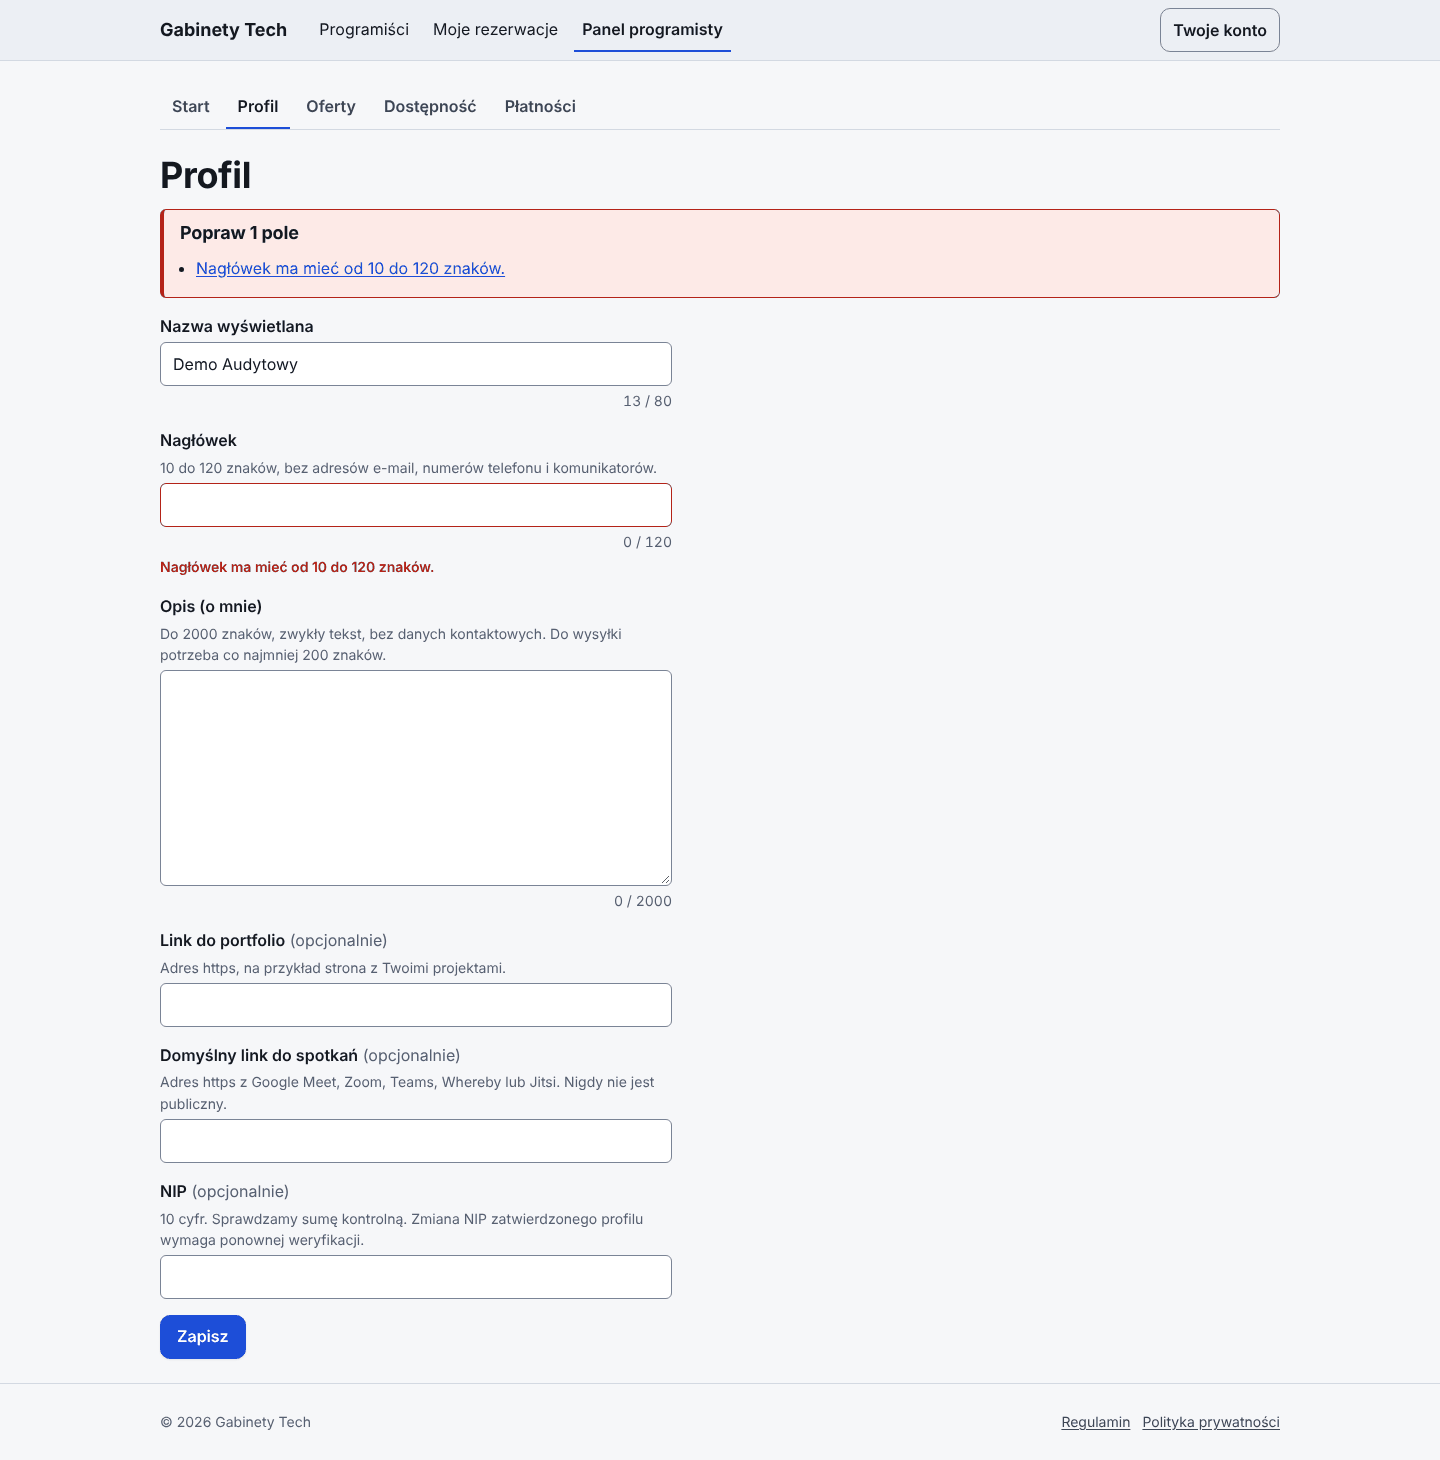 Gabinety Tech
Programiści
Moje rezerwacje
Panel programisty
Twoje konto
Start
Profil
Oferty
Dostępność
Płatności
Profil
Popraw 1 pole
Nagłówek ma mieć od 10 do 120 znaków.
Nazwa wyświetlana
Demo Audytowy
13 / 80
Nagłówek
10 do 120 znaków, bez adresów e-mail, numerów telefonu i komunikatorów.
0 / 120
Nagłówek ma mieć od 10 do 120 znaków.
Opis (o mnie)
Do 2000 znaków, zwykły tekst, bez danych kontaktowych. Do wysyłki
potrzeba co najmniej 200 znaków.
0 / 2000
Link do portfolio (opcjonalnie)
Adres https, na przykład strona z Twoimi projektami.
Domyślny link do spotkań (opcjonalnie)
Adres https z Google Meet, Zoom, Teams, Whereby lub Jitsi. Nigdy nie jest
publiczny.
NIP (opcjonalnie)
10 cyfr. Sprawdzamy sumę kontrolną. Zmiana NIP zatwierdzonego profilu
wymaga ponownej weryfikacji.
Zapisz
© 2026 Gabinety Tech
Regulamin
Polityka prywatności